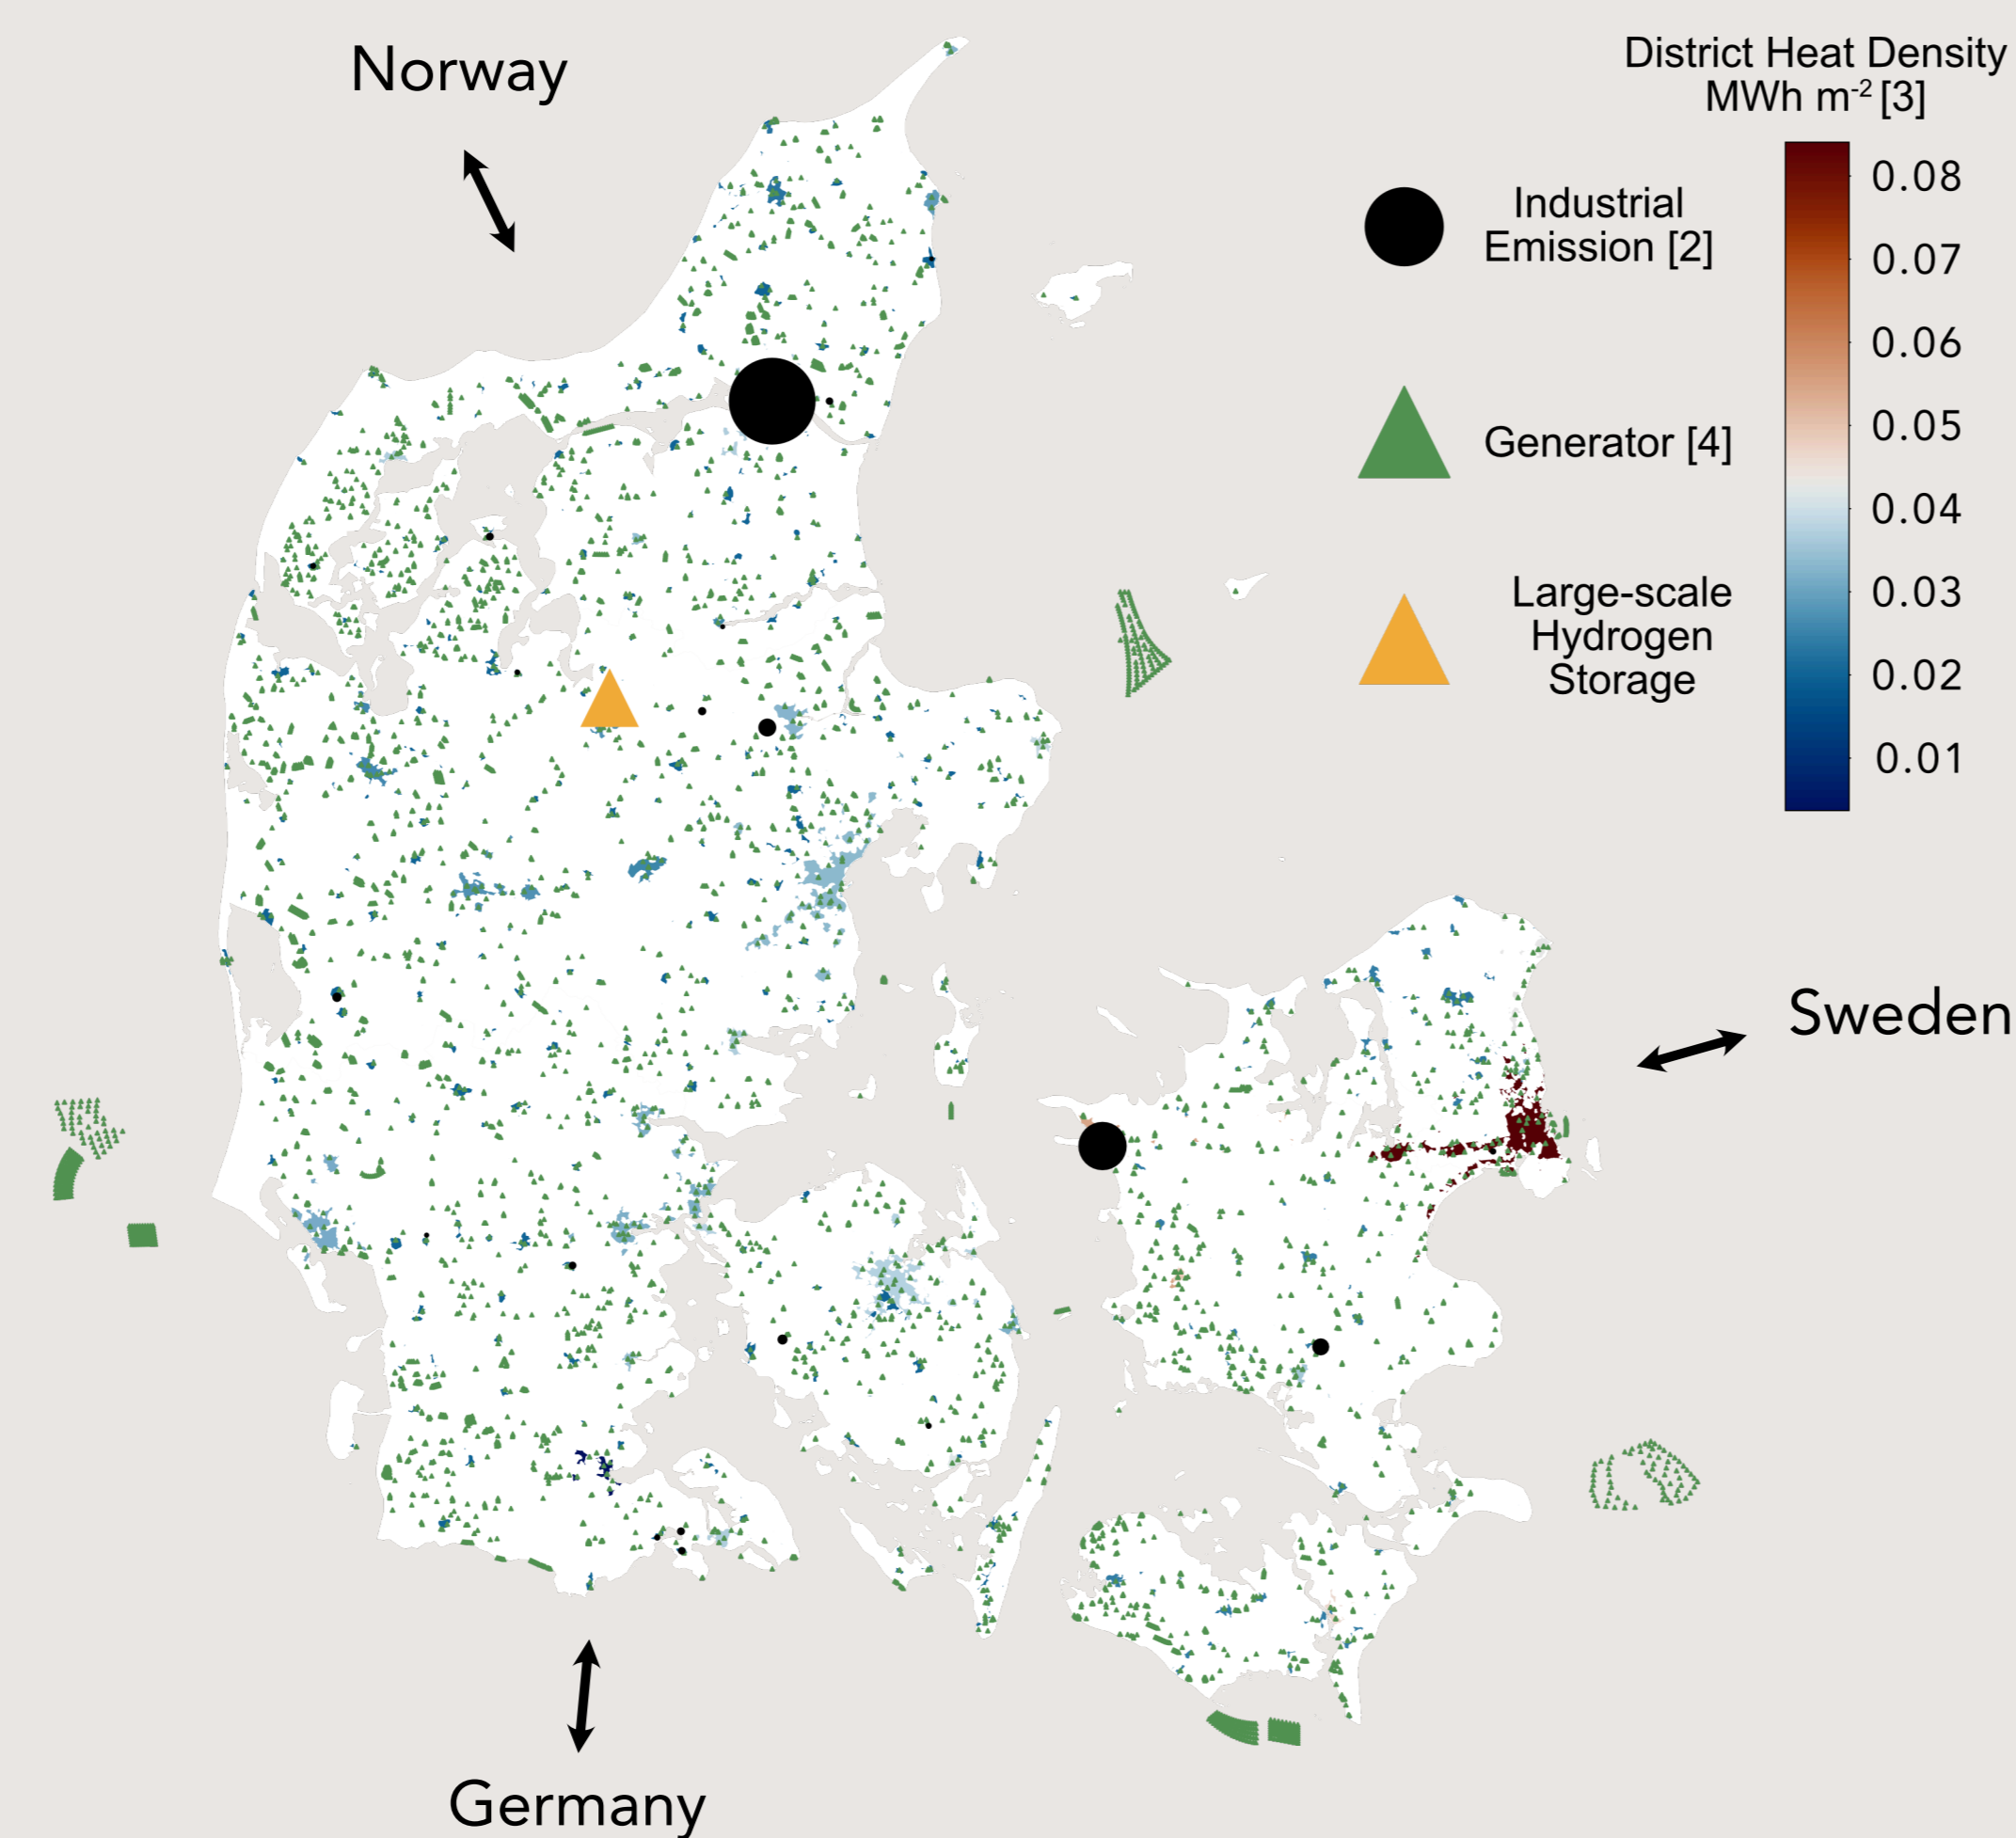 Norway
District Heat Density
MWh m⁻² [3]
Industrial
Emission [2]
Generator [4]
Large-scale
Hydrogen
Storage
0.08
0.07
0.06
0.05
0.04
0.03
0.02
0.01
Sweden
Germany